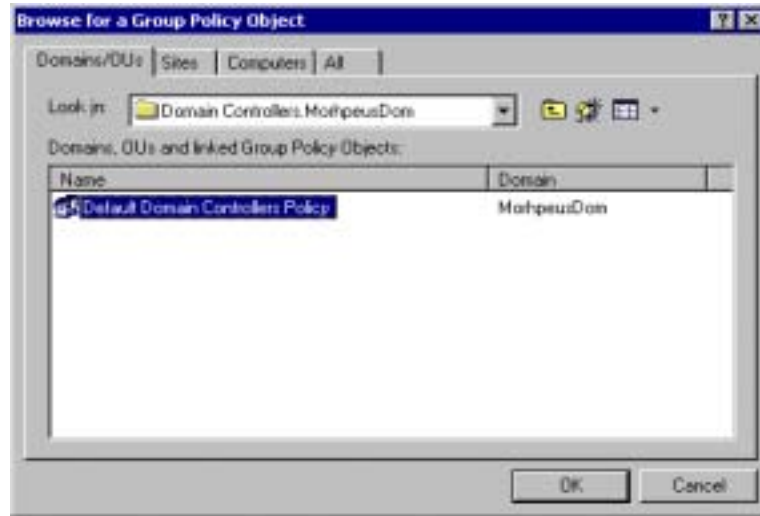 Browse for a Group Policy Object
Domains/OUs Sites Computers All
Look in: Domain Controllers.MorhpeusDom
Domains, OUs and linked Group Policy Objects:
Name Domain
Default Domain Controllers Policy MorhpeusDom
OK Cancel